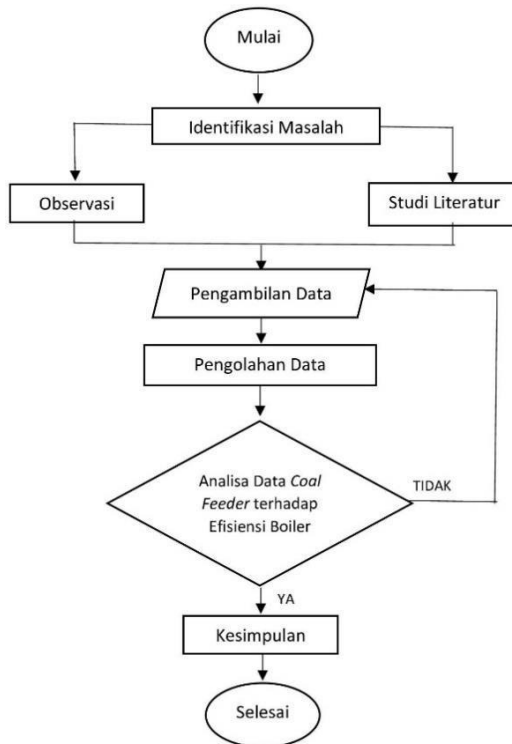 Mulai
Identifikasi Masalah
Observasi
Studi Literatur
Pengambilan Data
Pengolahan Data
Analisa Data Coal
Feeder terhadap
Efisiensi Boiler
TIDAK
YA
Kesimpulan
Selesai